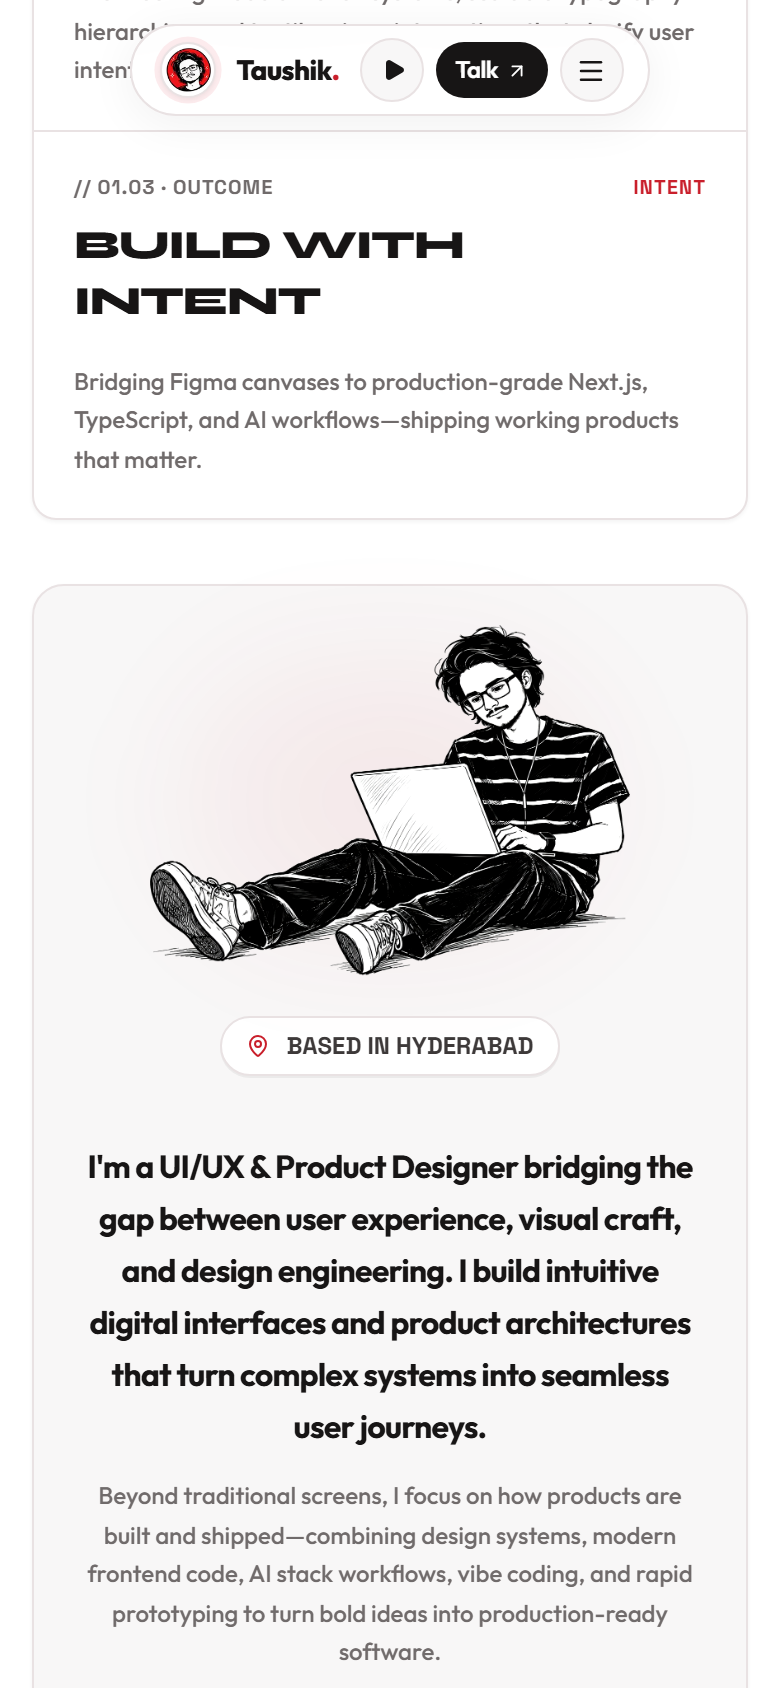 user
intent
Taushik.
Talk
// 01.03 · OUTCOME
INTENT
BUILD WITH
INTENT
Bridging Figma canvases to production-grade Next.js,
TypeScript, and AI workflows—shipping working products
that matter.
BASED IN HYDERABAD
I'm a UI/UX & Product Designer bridging the
gap between user experience, visual craft,
and design engineering. I build intuitive
digital interfaces and product architectures
that turn complex systems into seamless
user journeys.
Beyond traditional screens, I focus on how products are
built and shipped—combining design systems, modern
frontend code, AI stack workflows, vibe coding, and rapid
prototyping to turn bold ideas into production-ready
software.